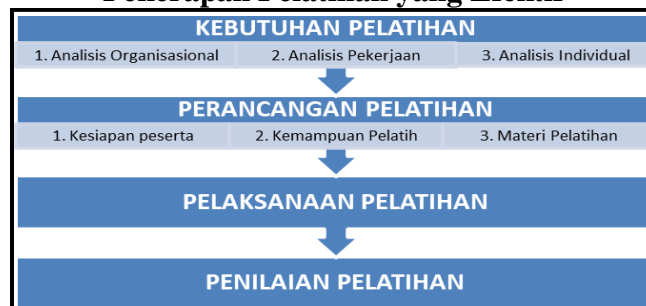 KEBUTUHAN PELATIHAN
1. Analisis Organisasional 2. Analisis Pekerjaan 3. Analisis Individual
PERANCANGAN PELATIHAN
1. Kesiapan peserta 2. Kemampuan Pelatih 3. Materi Pelatihan
PELAKSANAAN PELATIHAN
PENILAIAN PELATIHAN